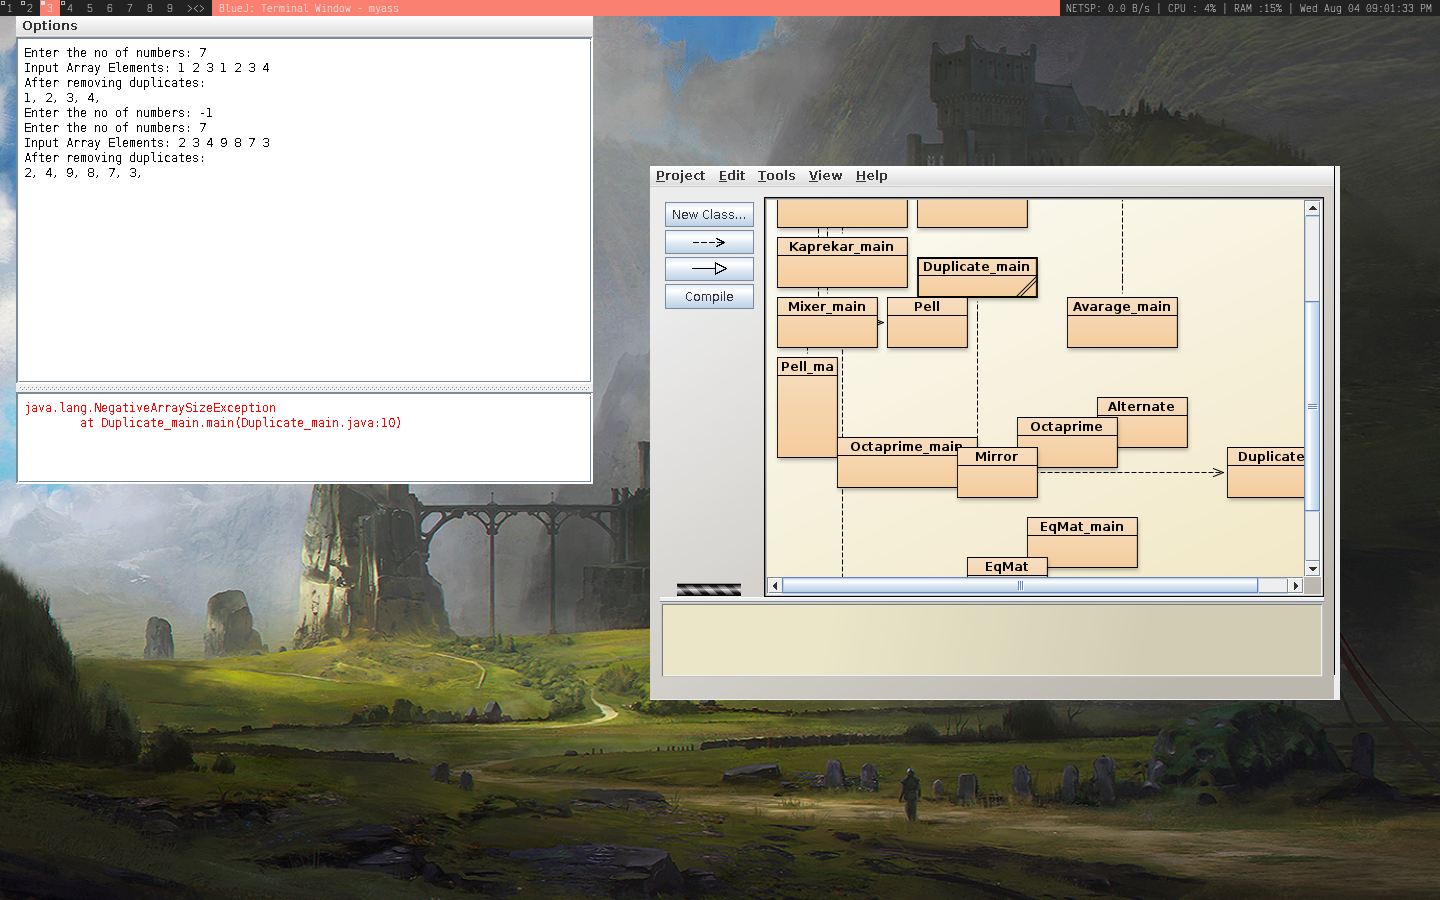 1 2 3 4 5 6 7 8 9 ><> BlueJ: Terminal Window - myass NETSP: 0.0 B/s | CPU : 4% | RAM :15% | Wed Aug 04 09:01:33 PM
Options
Enter the no of numbers: 7
Input Array Elements: 1 2 3 1 2 3 4
After removing duplicates:
1, 2, 3, 4,
Enter the no of numbers: -1
Enter the no of numbers: 7
Input Array Elements: 2 3 4 9 8 7 3
After removing duplicates:
2, 4, 9, 8, 7, 3,
java.lang.NegativeArraySizeException
at Duplicate_main.main(Duplicate_main.java:10)
Project Edit Tools View Help
New Class...
Compile
Kaprekar_main
Duplicate_main
Mixer_main
Pell
Avarage_main
Pell_ma
Alternate
Octaprime
Octaprime_main
Mirror
Duplicate
EqMat_main
EqMat